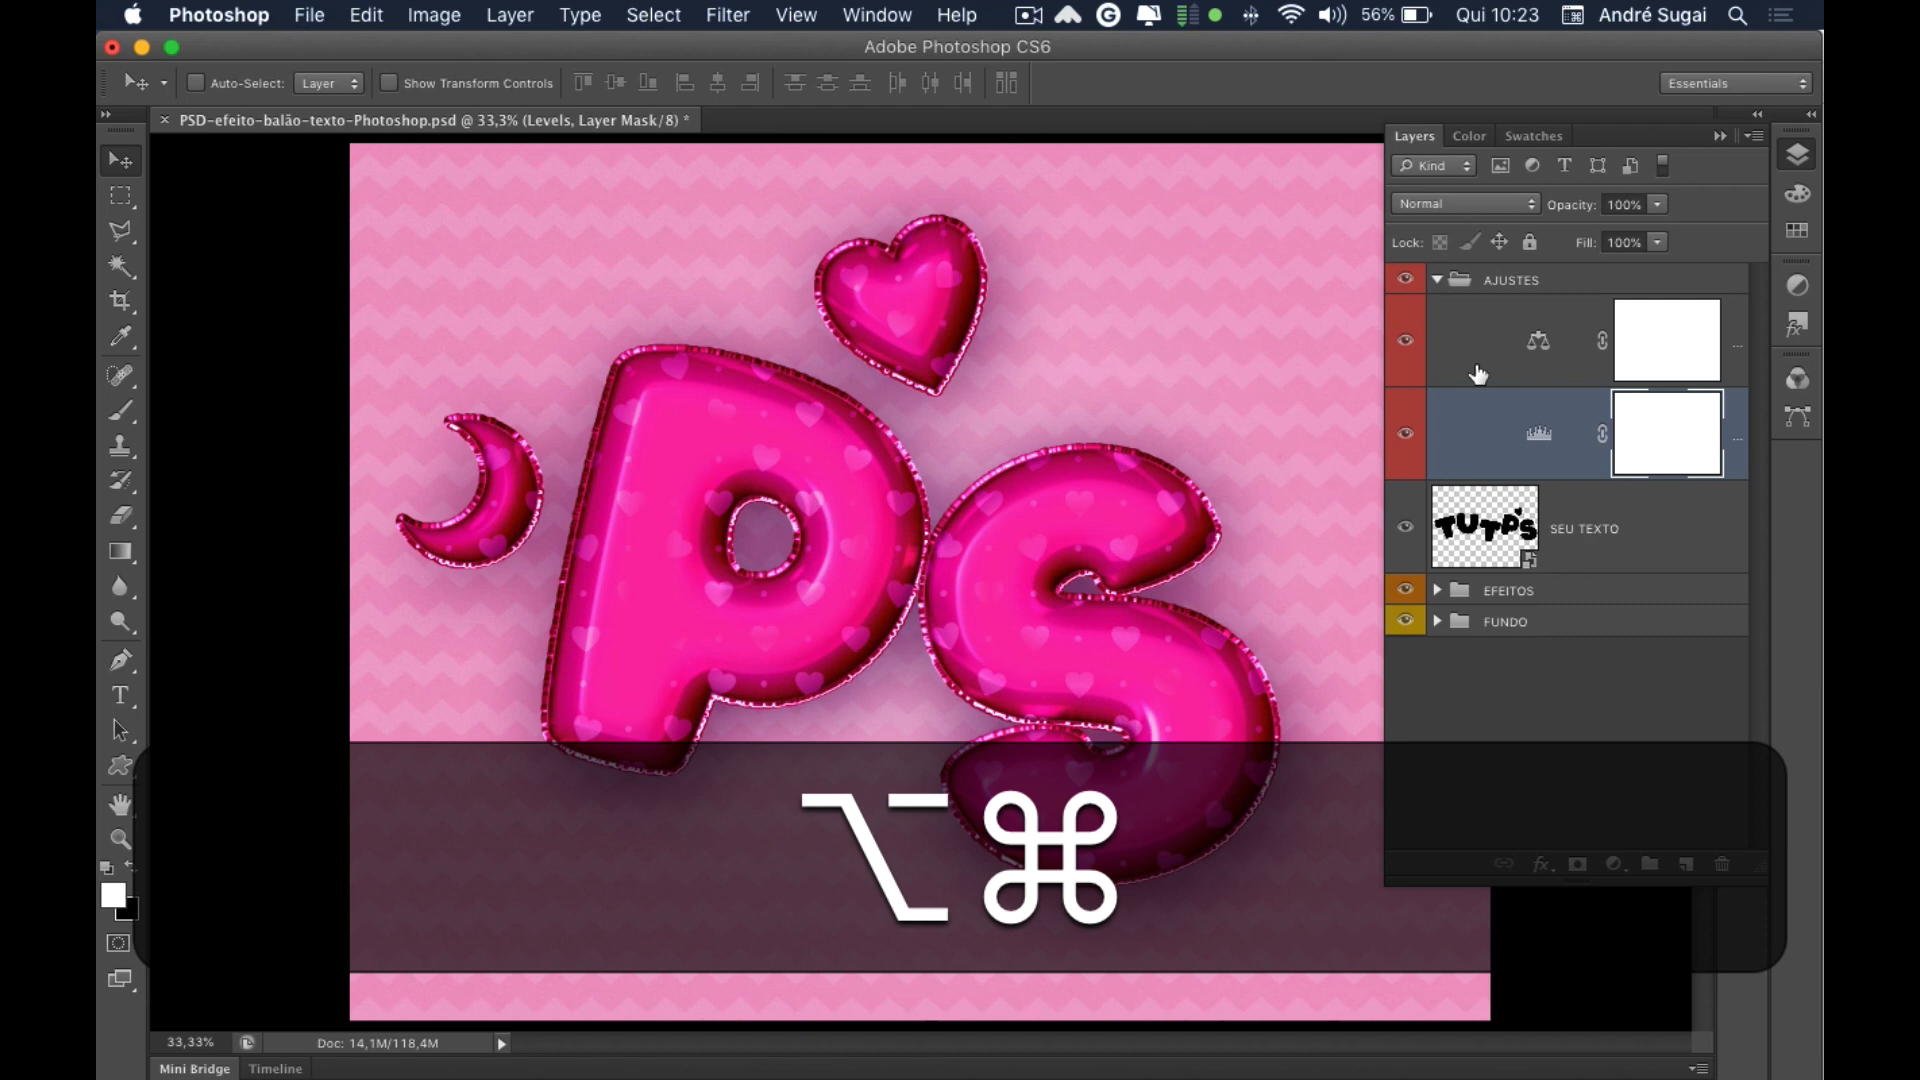 Photoshop File Edit Image Layer Type Select Filter View Window Help 56% Qui 10:23 André Sugai
Adobe Photoshop CS6
Auto-Select: Layer Show Transform Controls Essentials
× PSD-efeito-balão-texto-Photoshop.psd @ 33,3% (Levels, Layer Mask/8) *
Layers Color Swatches
Kind
Normal Opacity: 100%
Lock: Fill: 100%
AJUSTES
...
...
TUTPS SEU TEXTO
EFEITOS
FUNDO
Ps
⌥⌘
33,33% Doc: 14,1M/118,4M
Mini Bridge Timeline